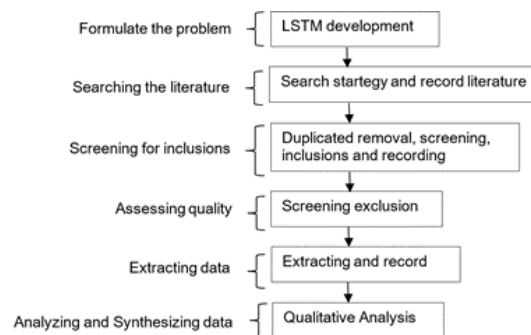 Formulate the problem
LSTM development
Searching the literature
Search startegy and record literature
Screening for inclusions
Duplicated removal, screening,
inclusions and recording
Assessing quality
Screening exclusion
Extracting data
Extracting and record
Analyzing and Synthesizing data
Qualitative Analysis